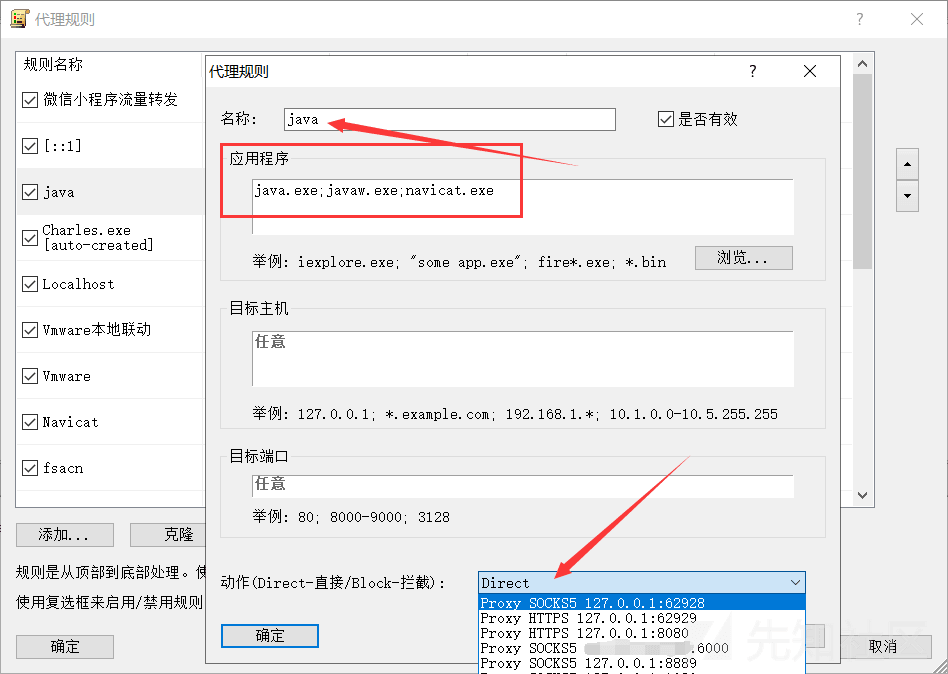 代理规则
规则名称
微信小程序流量转发
[::1]
java
Charles.exe
[auto-created]
Localhost
Vmware本地联动
Vmware
Navicat
fsacn
添加...
克隆
规则是从顶部到底部处理。使
使用复选框来启用/禁用规则
确定
取消
代理规则
名称:
java
是否有效
应用程序
java.exe;javaw.exe;navicat.exe
举例: iexplore.exe; "some app.exe"; fire*.exe; *.bin
浏览...
目标主机
任意
举例: 127.0.0.1; *.example.com; 192.168.1.*; 10.1.0.0-10.5.255.255
目标端口
任意
举例: 80; 8000-9000; 3128
动作(Direct-直接/Block-拦截):
Direct
Proxy SOCKS5 127.0.0.1:62928
Proxy HTTPS 127.0.0.1:62929
Proxy HTTPS 127.0.0.1:8080
Proxy SOCKS5 .6000
Proxy SOCKS5 127.0.0.1:8889
确定
先知社区